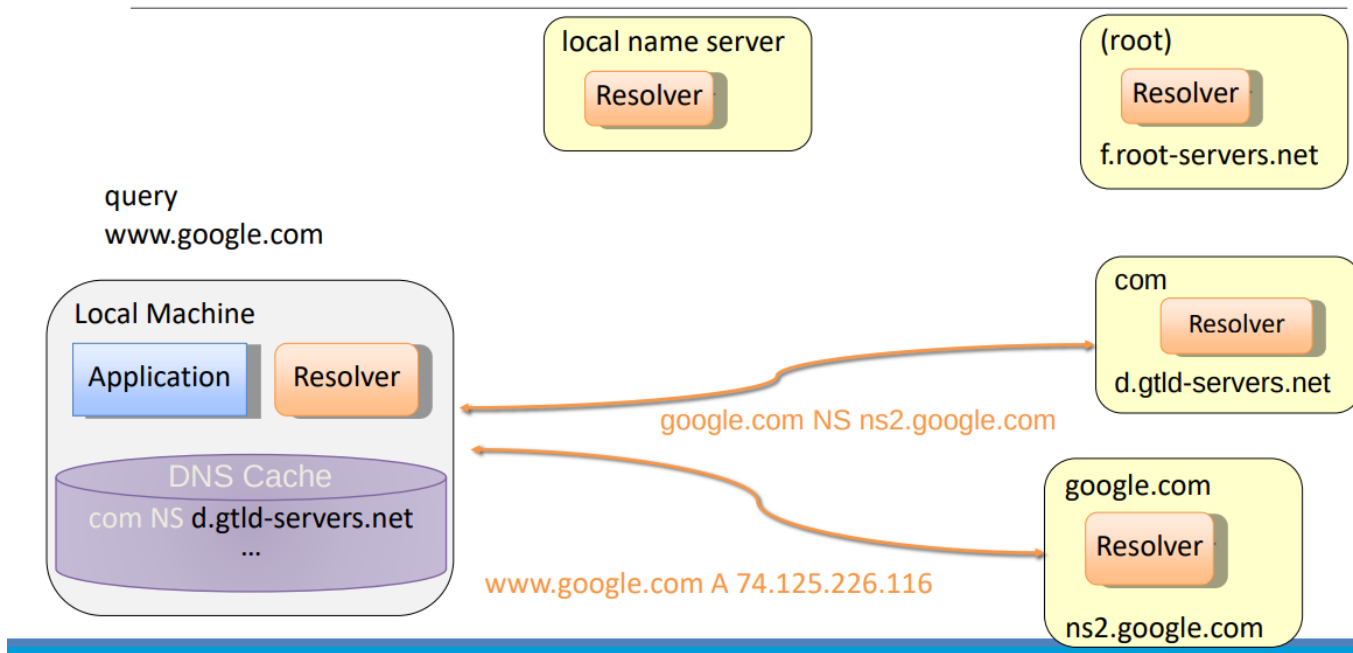 local name server
Resolver
(root)
Resolver
f.root-servers.net
query
www.google.com
Local Machine
Application
Resolver
DNS Cache
com NS d.gtld-servers.net
...
com
Resolver
d.gtld-servers.net
google.com NS ns2.google.com
google.com
Resolver
ns2.google.com
www.google.com A 74.125.226.116